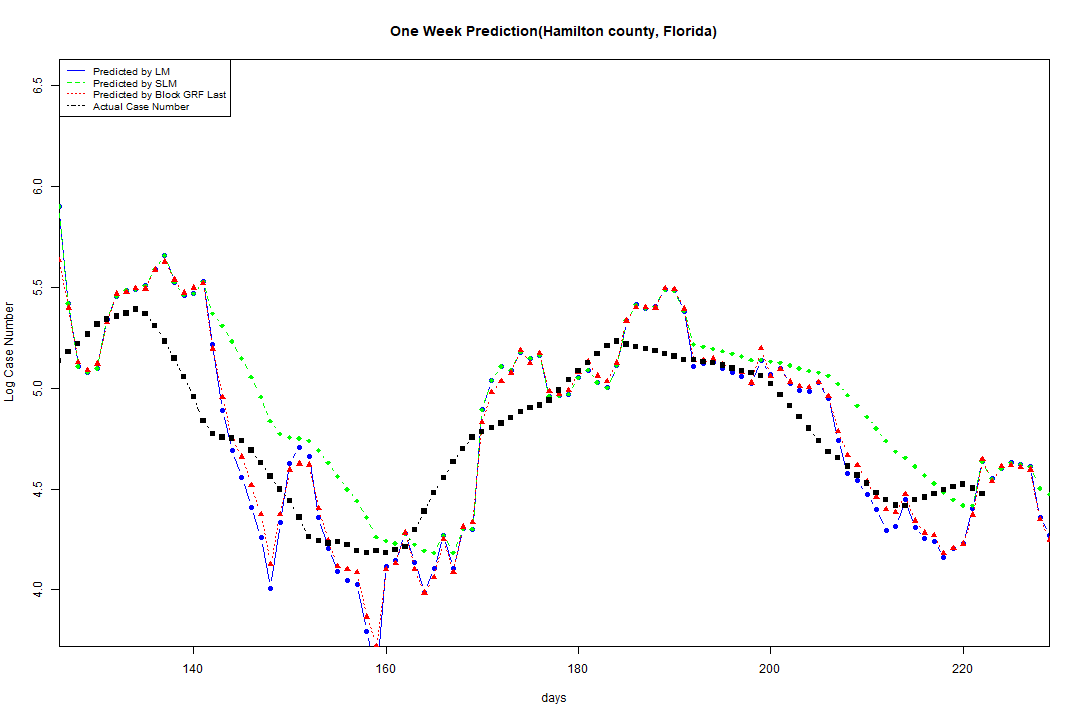 One Week Prediction(Hamilton county, Florida)
Predicted by LM
Predicted by SLM
Predicted by Block GRF Last
Actual Case Number
6.5
6.0
5.5
5.0
4.5
4.0
Log Case Number
140 160 180 200 220
days